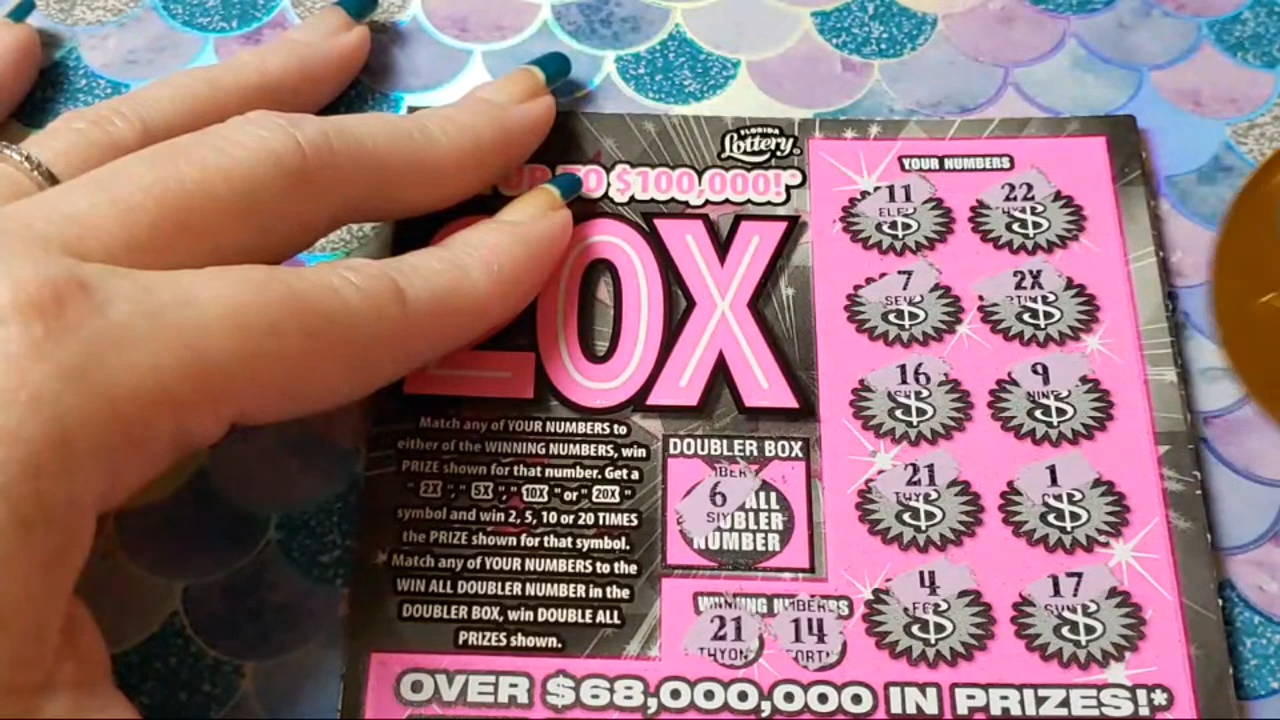 FLORIDA
Lottery
UP TO $100,000!*
20X
Match any of YOUR NUMBERS to
either of the WINNING NUMBERS, win
PRIZE shown for that number. Get a
"2X", "5X", "10X" or "20X"
symbol and win 2, 5, 10 or 20 TIMES
the PRIZE shown for that symbol.
Match any of YOUR NUMBERS to the
WIN ALL DOUBLER NUMBER in the
DOUBLER BOX, win DOUBLE ALL
PRIZES shown.
DOUBLER BOX
6
ALL
NUMBER
WINNING NUMBERS
21 14
THYON FORTN
YOUR NUMBERS
11 22
$ $
7 2X
$ $
16 9
$ $
21 1
$ $
4 17
$ $
OVER $68,000,000 IN PRIZES!*